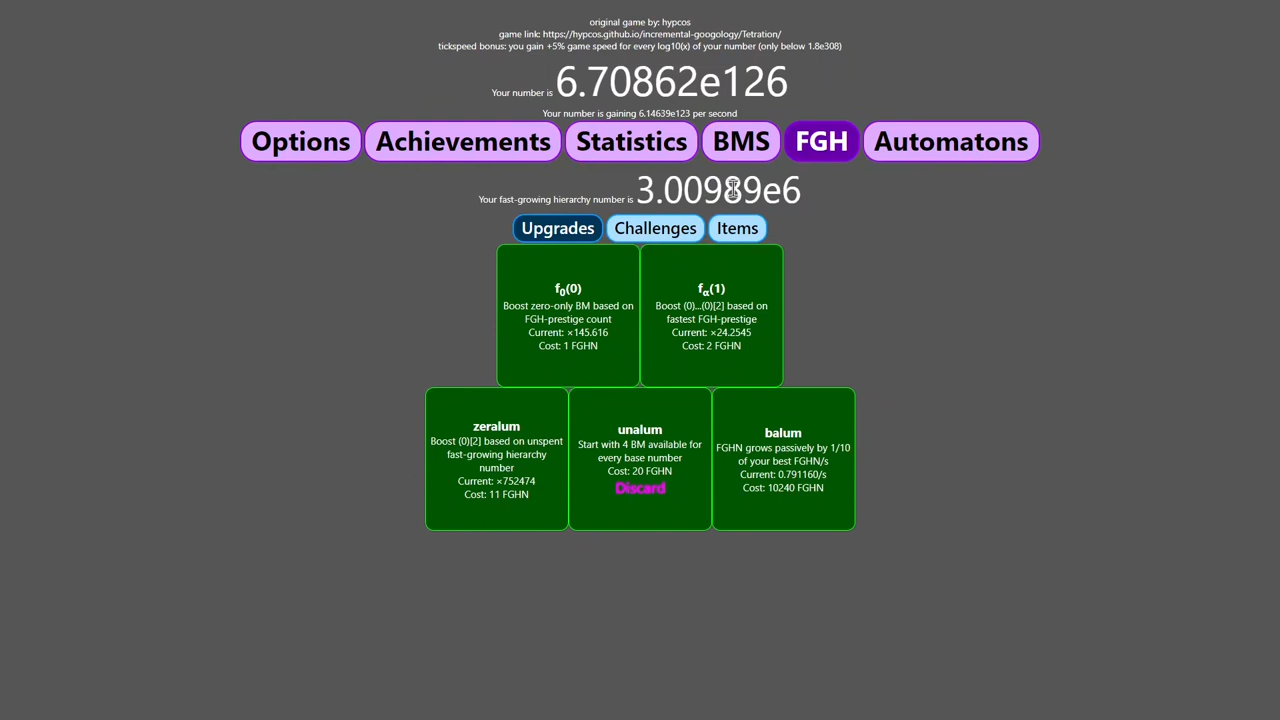 original game by: hypcos
game link: https://hypcos.github.io/incremental-googology/Tetration/
tickspeed bonus: you gain +5% game speed for every log10(x) of your number (only below 1.8e308)
Your number is 6.70862e126
Your number is gaining 6.14639e123 per second
Options Achievements Statistics BMS FGH Automatons
Your fast-growing hierarchy number is 3.00989e6
Upgrades Challenges Items
f0(0)
Boost zero-only BM based on
FGH-prestige count
Current: ×145.616
Cost: 1 FGHN
fα(1)
Boost (0)...(0)[2] based on
fastest FGH-prestige
Current: ×24.2545
Cost: 2 FGHN
zeralum
Boost (0)[2] based on unspent
fast-growing hierarchy
number
Current: ×752474
Cost: 11 FGHN
unalum
Start with 4 BM available for
every base number
Cost: 20 FGHN
Discard
balum
FGHN grows passively by 1/10
of your best FGHN/s
Current: 0.791160/s
Cost: 10240 FGHN